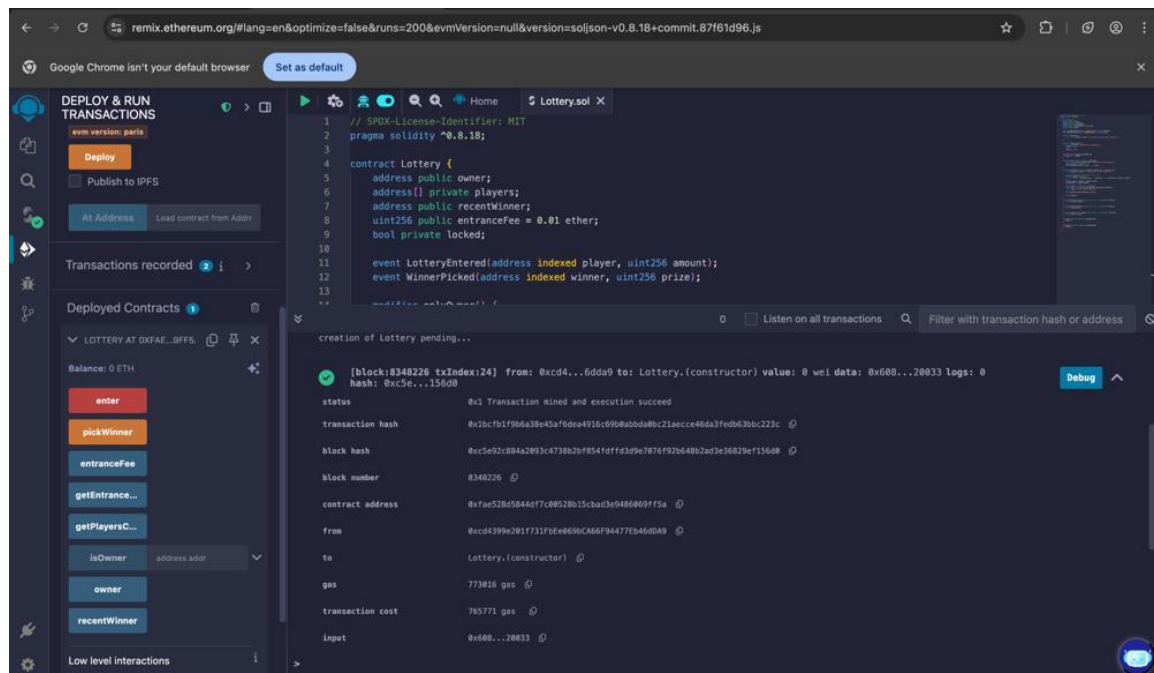 remix.ethereum.org/#lang=en&optimize=false&runs=200&evmVersion=null&version=soljson-v0.8.18+commit.87f61d96.js
Google Chrome isn't your default browser
Set as default
DEPLOY & RUN
TRANSACTIONS
evm version: paris
Deploy
Publish to IPFS
At Address
Load contract from Addre
Transactions recorded 2 i
Deployed Contracts 1
LOTTERY AT 0XFAE...9FF5.
Balance: 0 ETH
enter
pickWinner
entranceFee
getEntrance...
getPlayersC...
isOwner address addr
owner
recentWinner
Low level interactions i
Home
Lottery.sol
1 // SPDX-License-Identifier: MIT
2 pragma solidity ^0.8.18;
3
4 contract Lottery {
5 address public owner;
6 address[] private players;
7 address public recentWinner;
8 uint256 public entranceFee = 0.01 ether;
9 bool private locked;
10
11 event LotteryEntered(address indexed player, uint256 amount);
12 event WinnerPicked(address indexed winner, uint256 prize);
13
0
Listen on all transactions
Filter with transaction hash or address
creation of Lottery pending...
[block:8348226 txIndex:24] from: 0xcd4...6dda9 to: Lottery.(constructor) value: 0 wei data: 0x608...20033 logs: 0
hash: 0xc5e...156d0
Debug
status 0x1 Transaction mined and execution succeed
transaction hash
block hash
block number 8348226
contract address
from
to Lottery.(constructor)
gas 773016 gas
transaction cost 765771 gas
input 0x608...20033
>